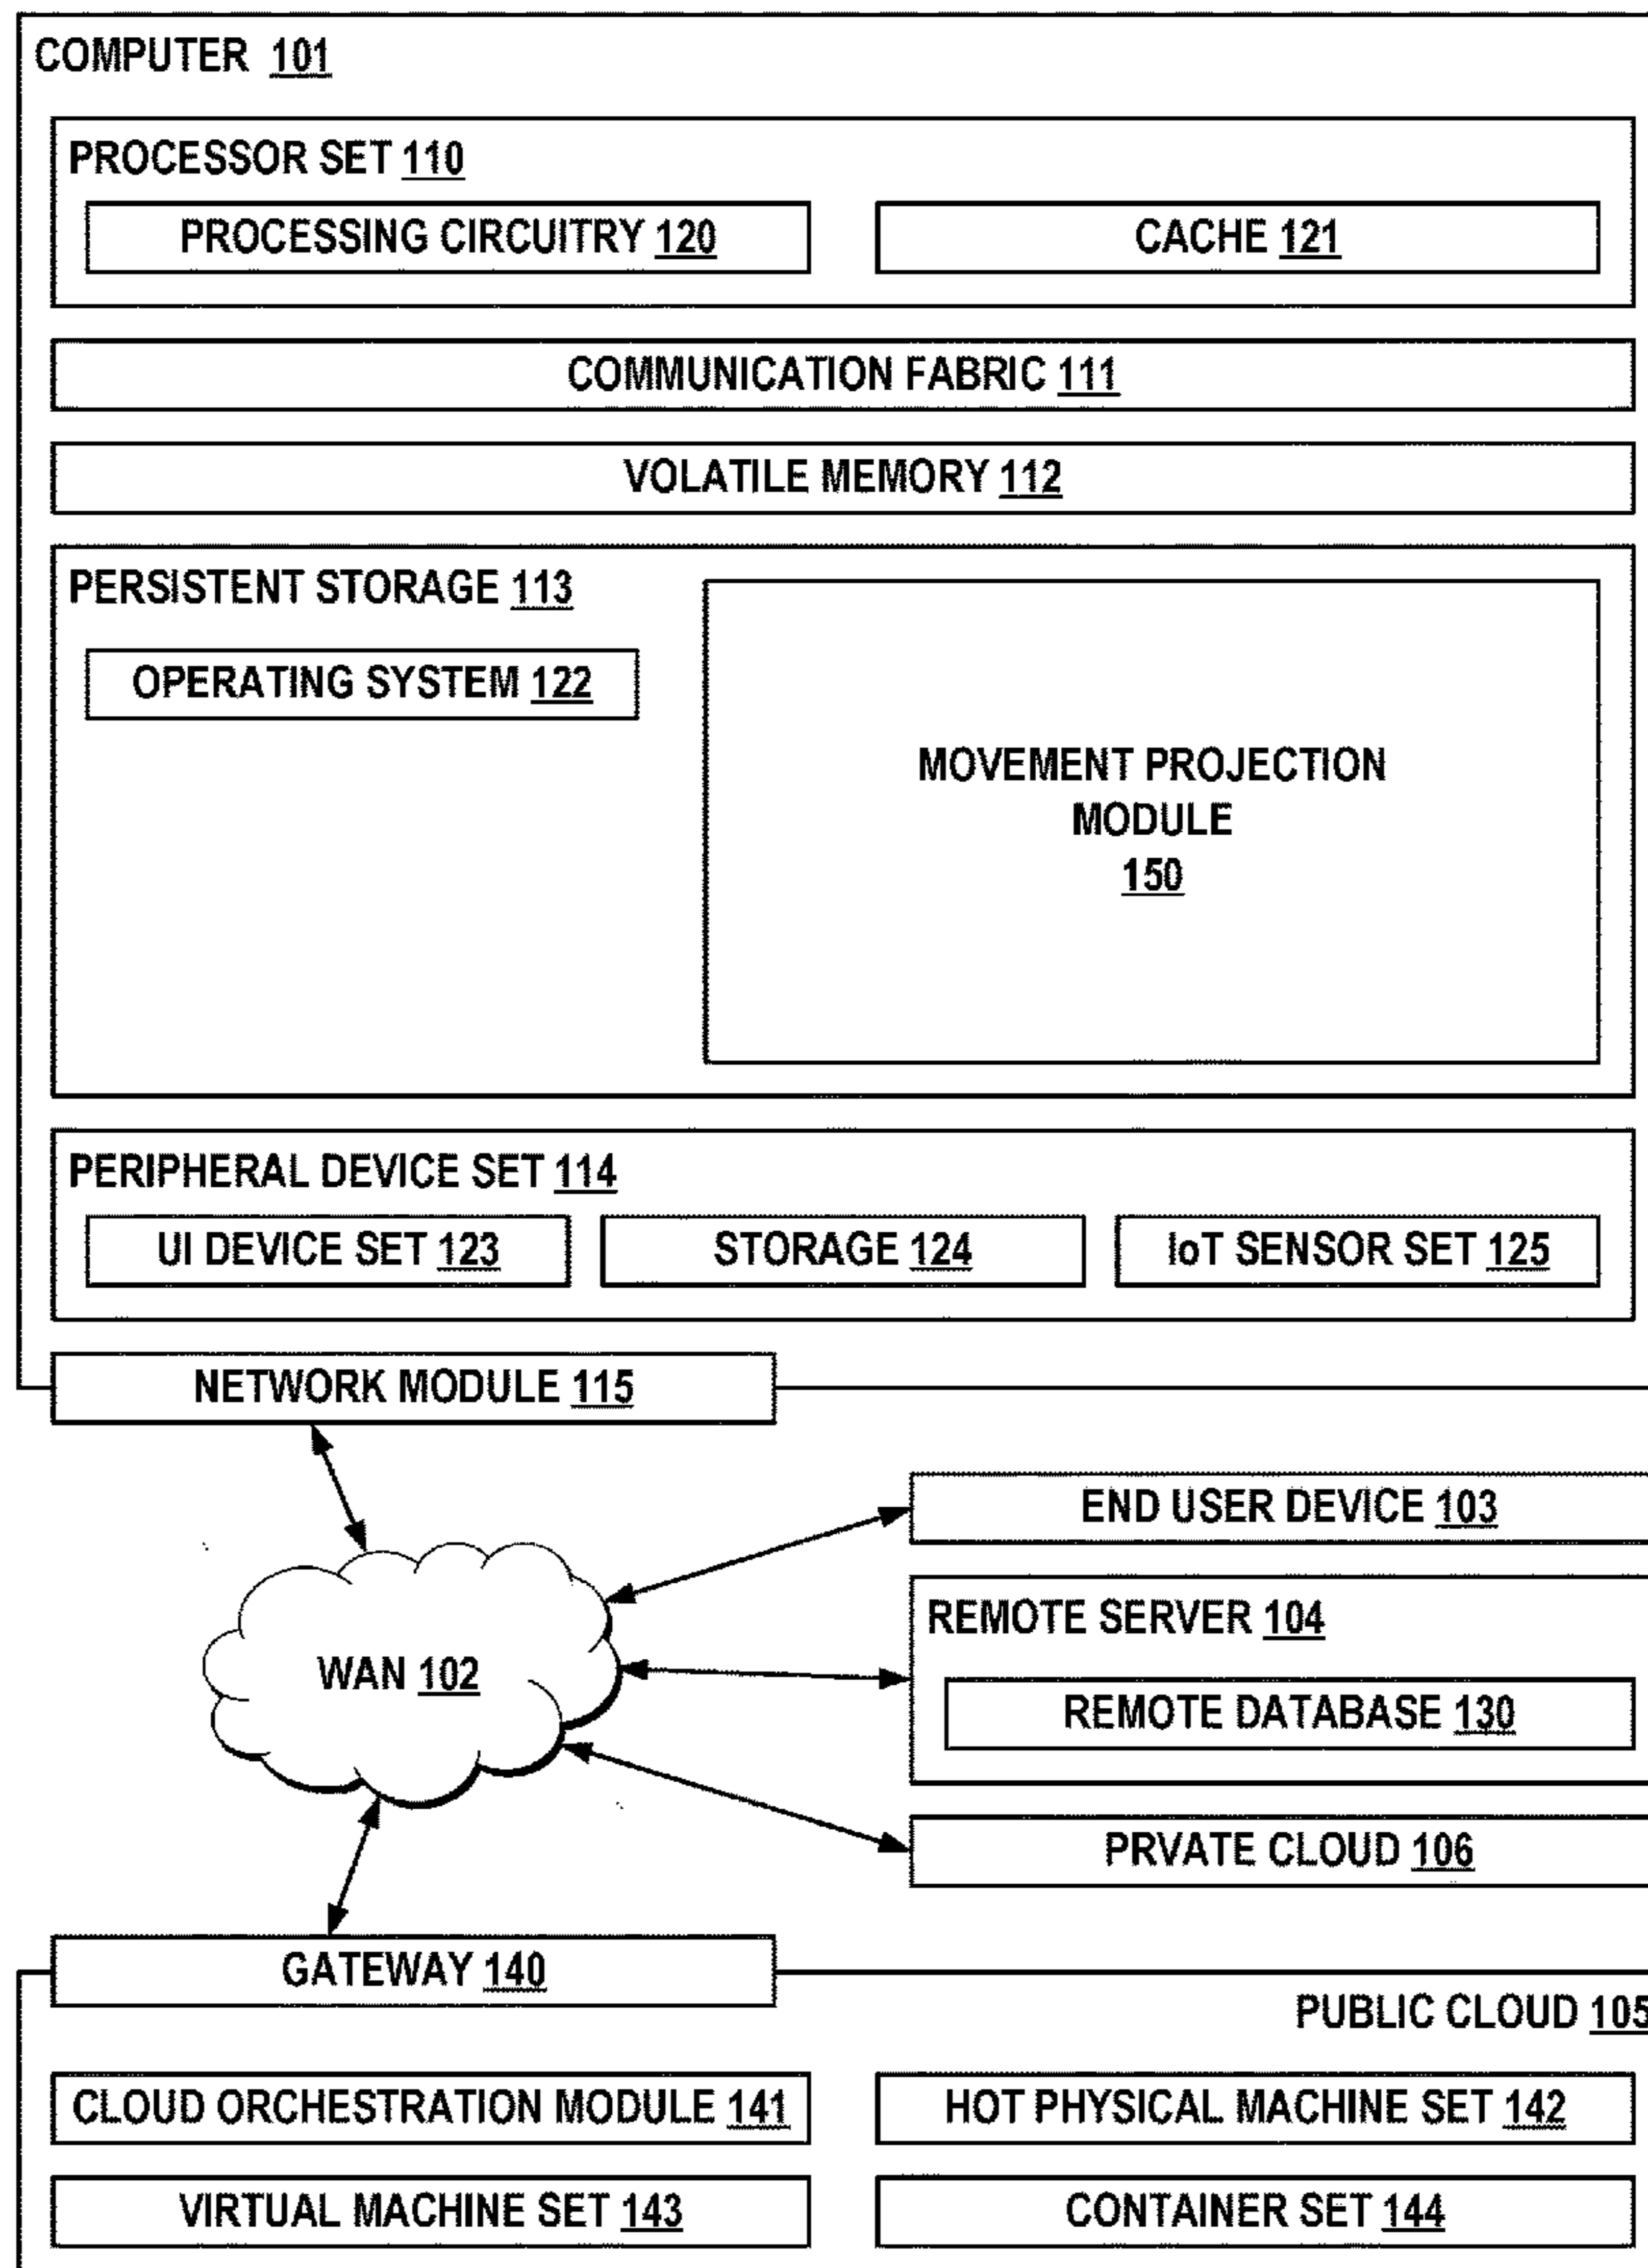 COMPUTER 101
PROCESSOR SET 110
PROCESSING CIRCUITRY 120
CACHE 121
COMMUNICATION FABRIC 111
VOLATILE MEMORY 112
PERSISTENT STORAGE 113
OPERATING SYSTEM 122
MOVEMENT PROJECTION
MODULE
150
PERIPHERAL DEVICE SET 114
UI DEVICE SET 123
STORAGE 124
IoT SENSOR SET 125
NETWORK MODULE 115
END USER DEVICE 103
REMOTE SERVER 104
WAN 102
REMOTE DATABASE 130
PRVATE CLOUD 106
GATEWAY 140
PUBLIC CLOUD 105
CLOUD ORCHESTRATION MODULE 141
HOT PHYSICAL MACHINE SET 142
VIRTUAL MACHINE SET 143
CONTAINER SET 144